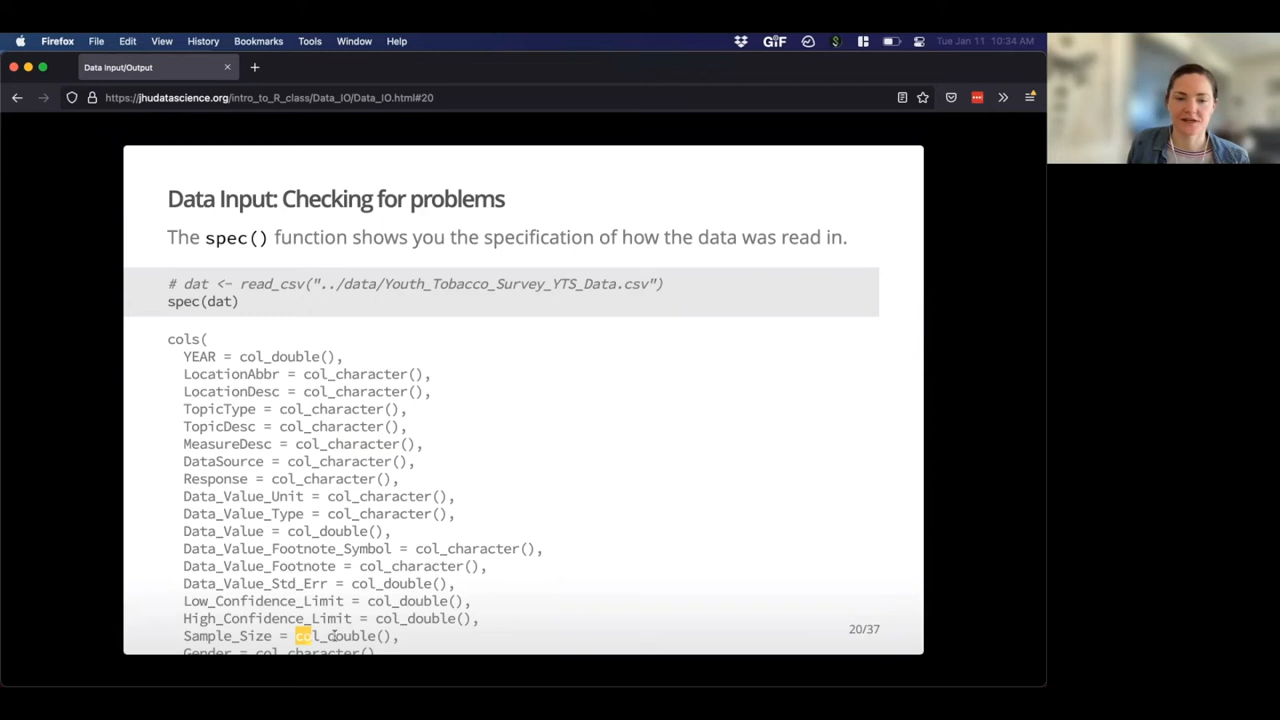 Firefox File Edit View History Bookmarks Tools Window Help GIF Tue Jan 11 10:34 AM
Data Input/Output
https://jhudatascience.org/intro_to_R_class/Data_IO/Data_IO.html#20
Data Input: Checking for problems
The spec() function shows you the specification of how the data was read in.
# dat <- read_csv("../data/Youth_Tobacco_Survey_YTS_Data.csv")
spec(dat)
cols(
YEAR = col_double(),
LocationAbbr = col_character(),
LocationDesc = col_character(),
TopicType = col_character(),
TopicDesc = col_character(),
MeasureDesc = col_character(),
DataSource = col_character(),
Response = col_character(),
Data_Value_Unit = col_character(),
Data_Value_Type = col_character(),
Data_Value = col_double(),
Data_Value_Footnote_Symbol = col_character(),
Data_Value_Footnote = col_character(),
Data_Value_Std_Err = col_double(),
Low_Confidence_Limit = col_double(),
High_Confidence_Limit = col_double(),
Sample_Size = col_double(),
Gender = col_character()
20/37